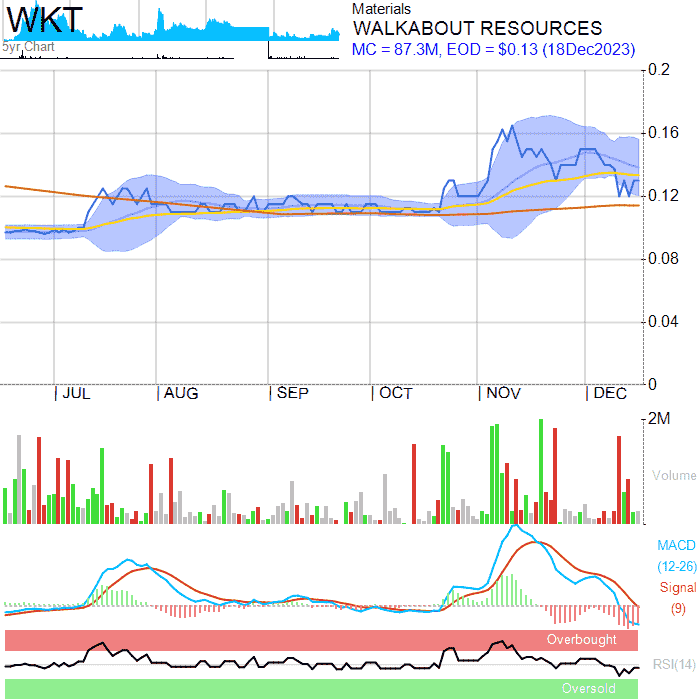 WKT
5yr Chart
Materials
WALKABOUT RESOURCES
MC = 87.3M, EOD = $0.13 (18Dec2023)
0.2
0.16
0.12
0.08
0.04
0
JUL AUG SEP OCT NOV DEC
2M
Volume
MACD
(12-26)
Signal
(9)
Overbought
RSI(14)
Oversold